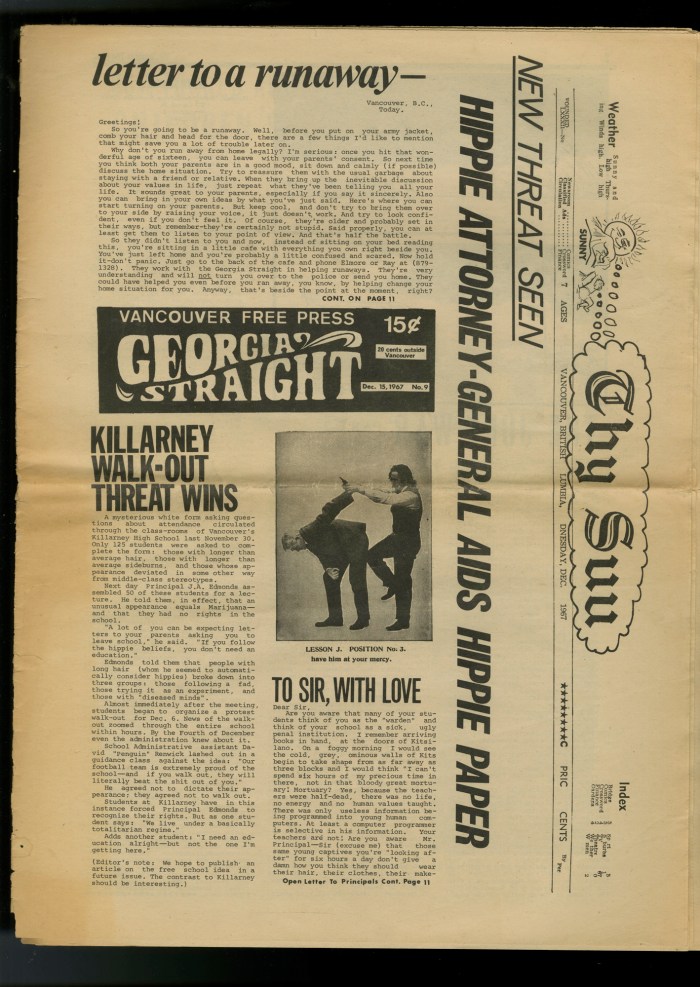 letter to a runaway—
Vancouver, B.C.,
Today.
Greetings!
So you're going to be a runaway. Well, before you put on your army jacket,
comb your hair and head for the door, there are a few things I'd like to mention
that might save you a lot of trouble later on.
Why don't you run away from home legally? I'm serious: once you hit that won-
derful age of sixteen, you can leave with your parents' consent. So next time
you think both your parents are in a good mood, sit down and calmly (if possible)
discuss the home situation. Try to reassure them with the usual garbage about
staying with a friend or relative. When they bring up the inevitable discussion
about your values in life, just repeat what they've been telling you all your
life. It sounds great to your parents, especially if you say it sincerely. Also
you can bring in your own ideas by what you've just said. Here's where you can
start turning on your parents. But keep cool, and don't try to bring them over
to your side by raising your voice, it just doesn't work. And try to look confi-
dent, even if you don't feel it. Of course, they're older and probably set in
their ways, but remember—they're certainly not stupid. Said properly, you can at
least get them to listen to your point of view. And that's half the battle.
So they didn't listen to you and now, instead of sitting on your bed reading
this, you're sitting in a little cafe with everything you own right beside you.
You've just left home and you're probably a little confused and scared. Now hold
it—don't panic. Just go to the back of the cafe and phone Elmore or Ray at (879-
1328). They work with the Georgia Straight in helping runaways. They're very
understanding and will not turn you over to the police or send you home. They
could have helped you even before you ran away, you know, by helping change your
home situation for you. Anyway, that's beside the point at the moment, right?
CONT. ON PAGE 11
VANCOUVER FREE PRESS
15¢
GEORGIA
STRAIGHT
20 cents outside
Vancouver
Dec. 15, 1967 No. 9
KILLARNEY
WALK-OUT
THREAT WINS
A mysterious white form asking ques-
tions about attendance circulated
through the class-rooms of Vancouver's
Killarney High School last November 30.
Only 125 students were asked to com-
plete the form: those with longer than
average hair, those with longer than
average sideburns, and those whose ap-
pearance deviated in some other way
from middle-class stereotypes.
Next day Principal J.A. Edmonds as-
sembled 50 of these students for a lec-
ture. He told them, in effect, that an
unusual appearance equals Marijuana—
and that they had no rights in the
school.
"A lot of you can be expecting let-
ters to your parents asking you to
leave school," he said. "If you follow
the hippie beliefs, you don't need an
education."
Edmonds told them that people with
long hair (whom he seemed to automati-
cally consider hippies) broke down into
three groups: those following a fad,
those trying it as an experiment, and
those with "diseased minds".
Almost immediately after the meeting,
students began to organize a protest
walk-out for Dec. 6. News of the walk-
out zoomed through the entire school
within hours. By the Fourth of December
even the administration knew about it.
School Administrative assistant Da-
vid "Penguin" Renwick lashed out in a
guidance class against the idea: "Our
football team is extremely proud of the
school—and if you walk out, they will
literally beat the shit out of you."
He agreed not to dictate their ap-
pearance; they agreed not to walk out.
Students at Killarney have in this
instance forced Principal Edmonds to
recognize their rights. But as one stu-
dent says: "We live under a basically
totalitarian regime."
Adds another student: "I need an ed-
ucation alright—but not the one I'm
getting here."
(Editor's note: We hope to publish an
article on the free school idea in a
future issue. The contrast to Killarney
should be interesting.)
LESSON J. POSITION No. 3.
have him at your mercy.
TO SIR, WITH LOVE
Dear Sir,
Are you aware that many of your stu-
dents think of you as the "warden" and
think of your school as a sick, ugly
penal institution. I remember arriving
books in hand, at the doors of Kitsi-
lano. On a foggy morning I would see
the cold, grey, ominous walls of Kits
begin to take shape from as far away as
three blocks and I would think "I can't
spend six hours of my precious time in
there, not in that bloody great mortu-
ary! Mortuary? Yes, because the teach-
ers were half-dead, there was no life,
no energy and no human values taught.
There was only useless information be-
ing programmed into young human com-
puters. At least a computer programmer
is selective in his information. Your
teachers are not! Are you aware Mr.
Principal—Sir (excuse me) that those
same young captives you're "looking af-
ter" for six hours a day don't give a
damn how you think they should wear
their hair, their clothes, their make-
Open Letter To Principals Cont. Page 11
HIPPIE ATTORNEY-GENERAL AIDS HIPPIE PAPER
NEW THREAT SEEN
Weather
SUNNY
Thy Sun
7 AGES
VANCOUVER, BRITISH LUMBIA, DNESDAY, DEC. 1967
★★★★★★★★C PRIC CENTS
Index